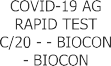 COVID-19 AG
RAPID TEST
C/20 - - BIOCON
- BIOCON